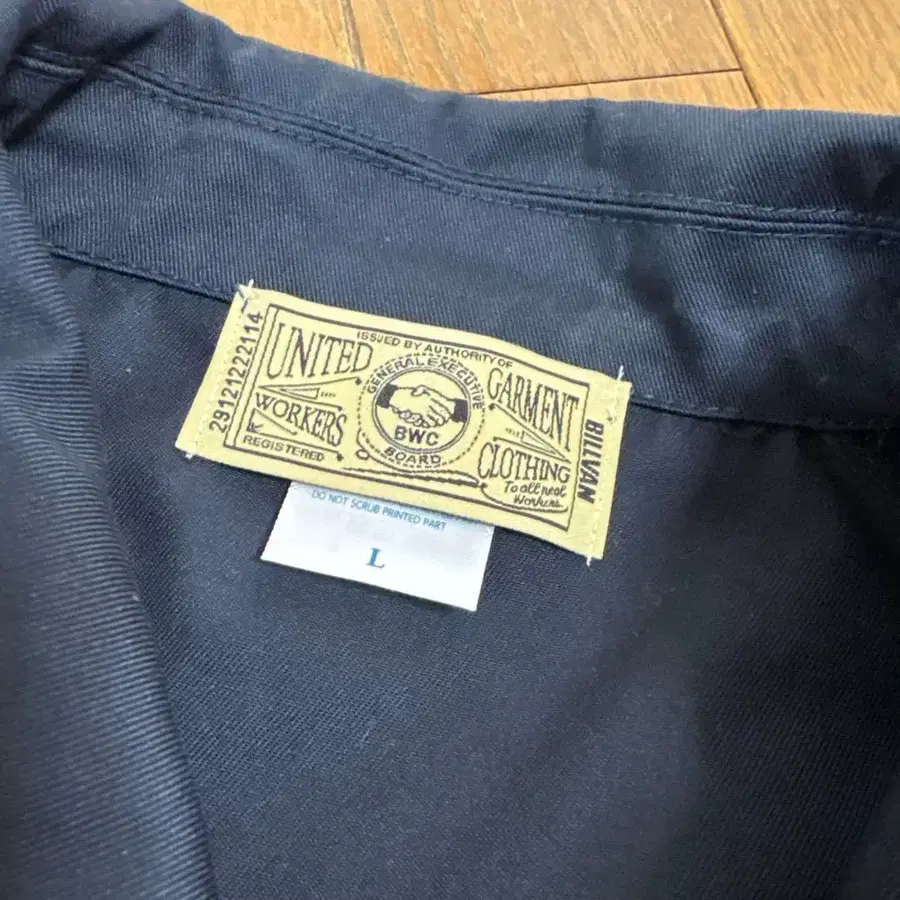 29121222114
UNITED
WORKERS
REGISTERED
ISSUED BY AUTHORITY OF
GENERAL EXECUTIVE
BWC
BOARD
GARMENT
CLOTHING
To all real
Workers.
BILLVAN
DO NOT SCRUB PRINTED PART
L